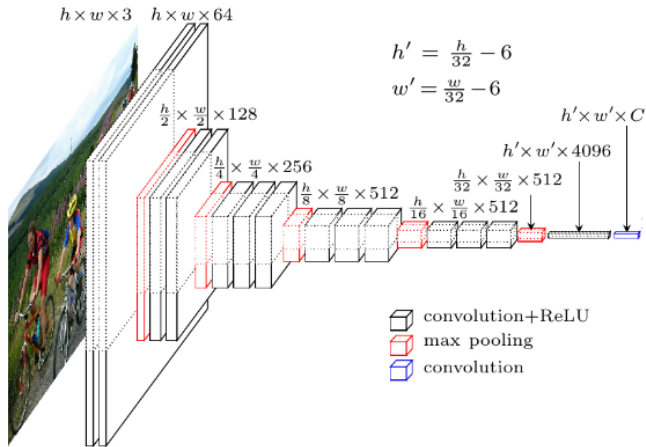 h × w × 3
h × w × 64
h/2 × w/2 × 128
h/4 × w/4 × 256
h/8 × w/8 × 512
h/16 × w/16 × 512
h/32 × w/32 × 512
h′ × w′ × 4096
h′ × w′ × C
h′ = h/32 − 6
w′ = w/32 − 6
convolution+ReLU
max pooling
convolution